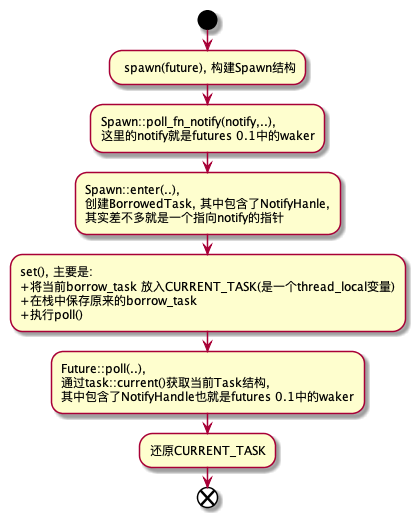 spawn(future), 构建Spawn结构
Spawn::poll_fn_notify(notify,..),
这里的notify就是futures 0.1中的waker
Spawn::enter(..),
创建BorrowedTask, 其中包含了NotifyHanle,
其实差不多就是一个指向notify的指针
set(), 主要是:
+将当前borrow_task 放入CURRENT_TASK(是一个thread_local变量)
+在栈中保存原来的borrow_task
+执行poll()
Future::poll(..),
通过task::current()获取当前Task结构,
其中包含了NotifyHandle也就是futures 0.1中的waker
还原CURRENT_TASK